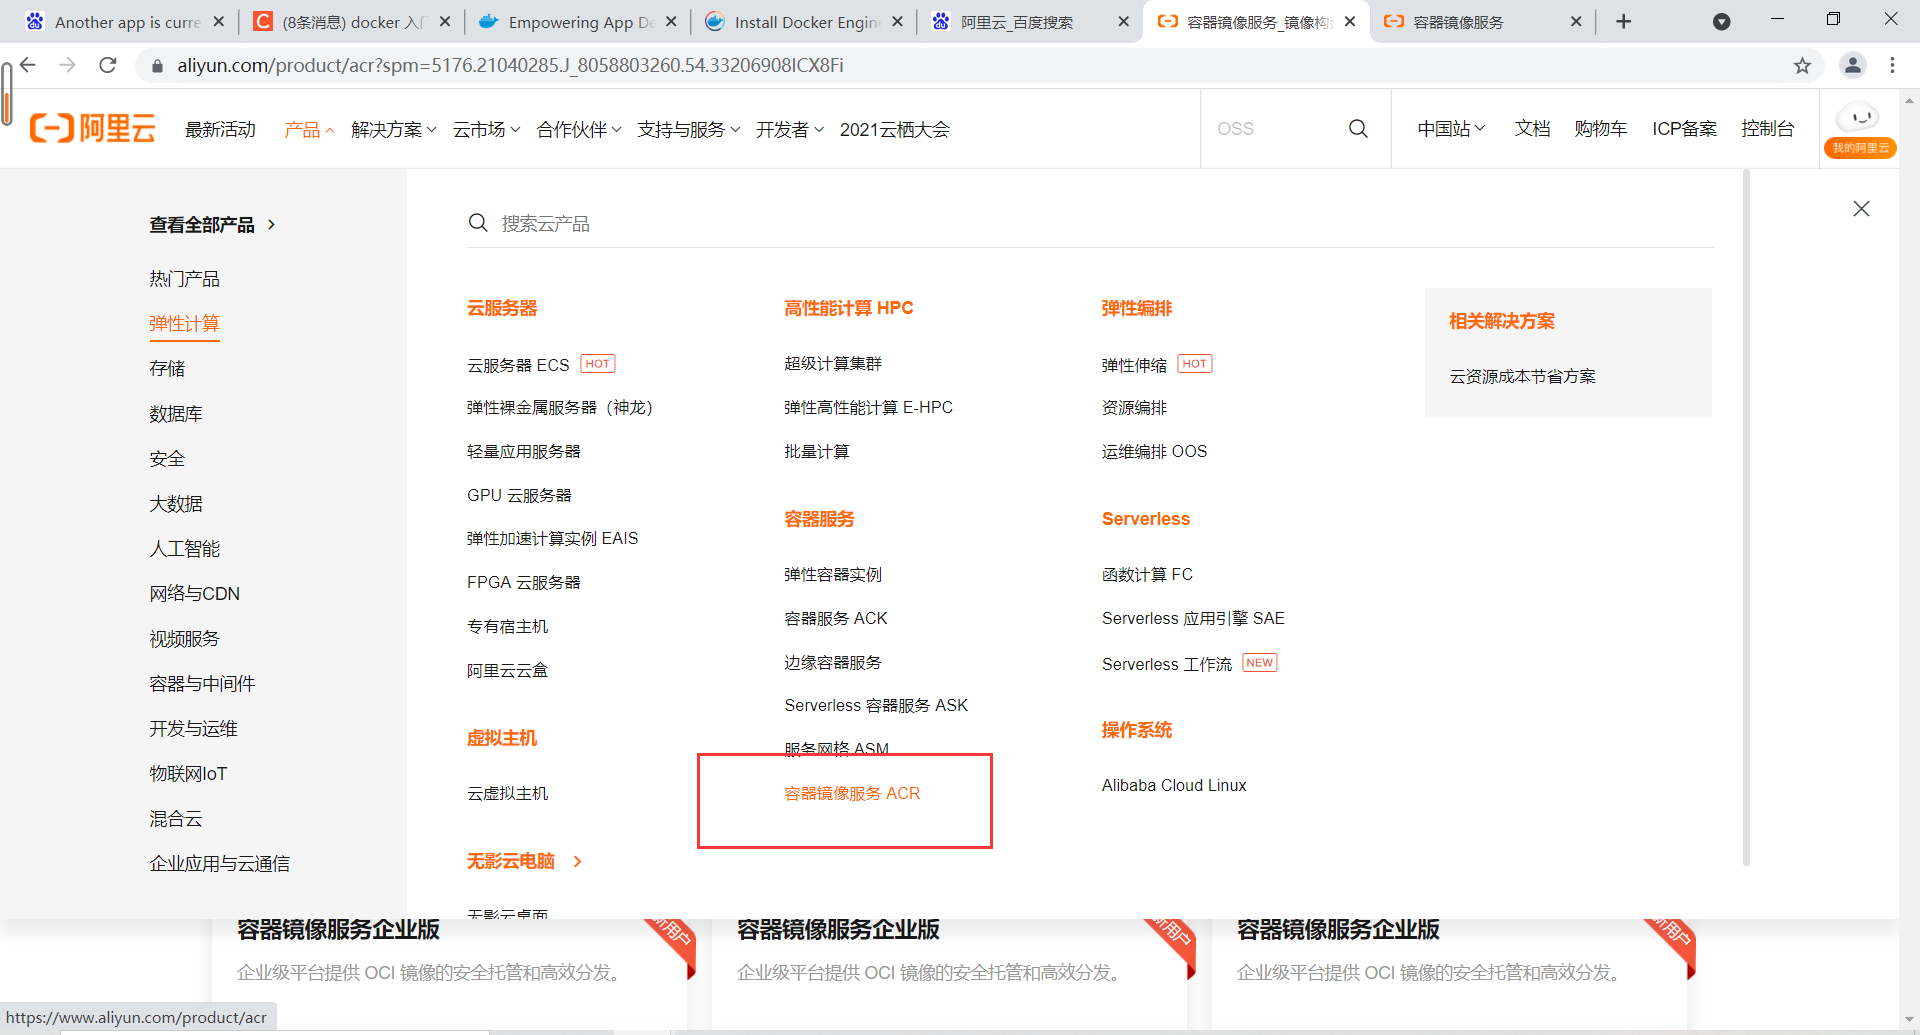 Another app is curre
(8条消息) docker 入门
Empowering App De
Install Docker Engin
阿里云_百度搜索
容器镜像服务_镜像构
容器镜像服务
aliyun.com/product/acr?spm=5176.21040285.J_8058803260.54.33206908ICX8Fi
阿里云
最新活动
产品
解决方案
云市场
合作伙伴
支持与服务
开发者
2021云栖大会
OSS
中国站
文档
购物车
ICP备案
控制台
我的阿里云
查看全部产品
热门产品
弹性计算
存储
数据库
安全
大数据
人工智能
网络与CDN
视频服务
容器与中间件
开发与运维
物联网IoT
混合云
企业应用与云通信
搜索云产品
云服务器
云服务器 ECS HOT
弹性裸金属服务器（神龙）
轻量应用服务器
GPU 云服务器
弹性加速计算实例 EAIS
FPGA 云服务器
专有宿主机
阿里云云盒
虚拟主机
云虚拟主机
无影云电脑
无影云桌面
高性能计算 HPC
超级计算集群
弹性高性能计算 E-HPC
批量计算
容器服务
弹性容器实例
容器服务 ACK
边缘容器服务
Serverless 容器服务 ASK
服务网格 ASM
容器镜像服务 ACR
弹性编排
弹性伸缩 HOT
资源编排
运维编排 OOS
Serverless
函数计算 FC
Serverless 应用引擎 SAE
Serverless 工作流 NEW
操作系统
Alibaba Cloud Linux
相关解决方案
云资源成本节省方案
容器镜像服务企业版
新用户
企业级平台提供 OCI 镜像的安全托管和高效分发。
容器镜像服务企业版
新用户
企业级平台提供 OCI 镜像的安全托管和高效分发。
容器镜像服务企业版
新用户
企业级平台提供 OCI 镜像的安全托管和高效分发。
https://www.aliyun.com/product/acr